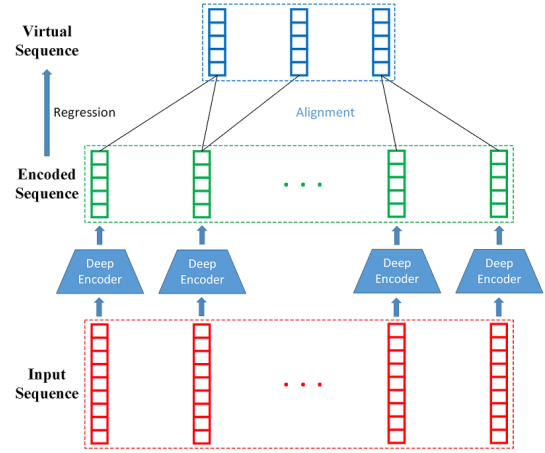 Virtual
Sequence
Regression
Alignment
Encoded
Sequence
. . .
Deep
Encoder
Deep
Encoder
Deep
Encoder
Deep
Encoder
Input
Sequence
. . .